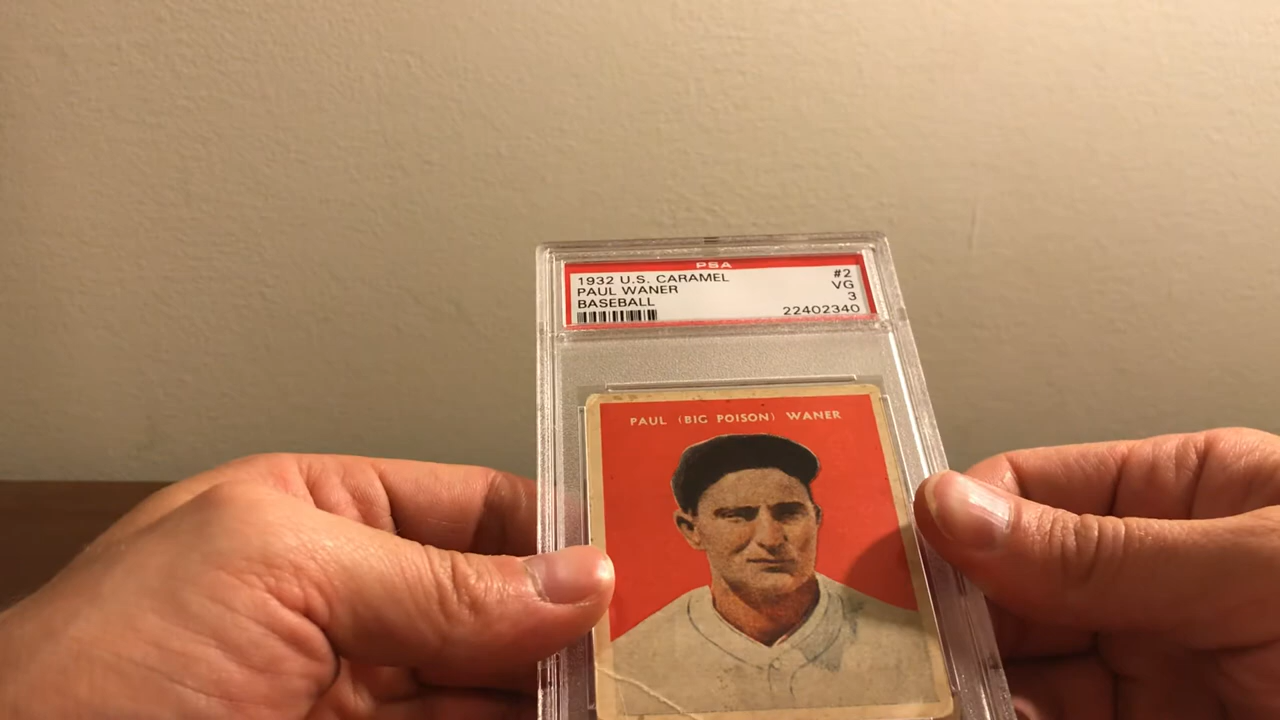 PSA
1932 U.S. CARAMEL #2
PAUL WANER VG
BASEBALL 3
22402340
PAUL (BIG POISON) WANER